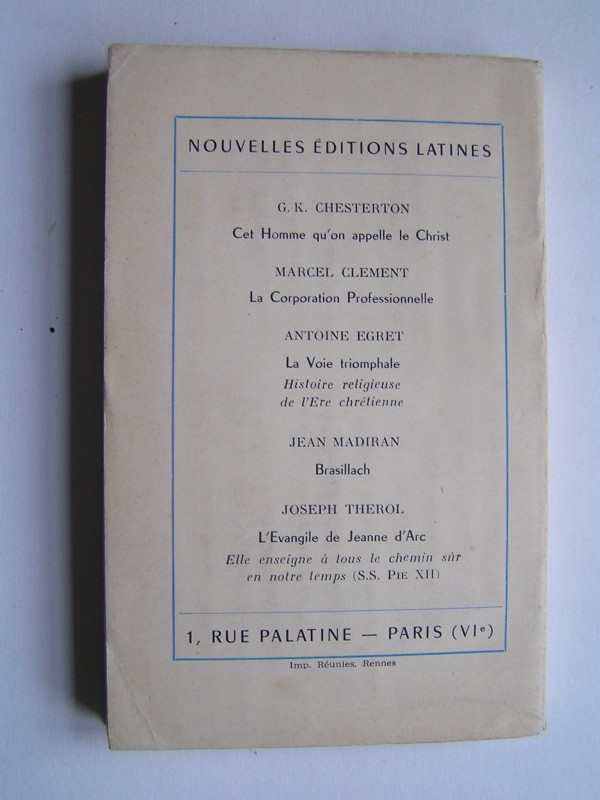 NOUVELLES ÉDITIONS LATINES
G. K. CHESTERTON
Cet Homme qu'on appelle le Christ
MARCEL CLEMENT
La Corporation Professionnelle
ANTOINE EGRET
La Voie triomphale
Histoire religieuse
de l'Ere chrétienne
JEAN MADIRAN
Brasillach
JOSEPH THEROL
L'Evangile de Jeanne d'Arc
Elle enseigne à tous le chemin sûr
en notre temps (S.S. PIE XII)
1, RUE PALATINE — PARIS (VIe)
Imp. Réunies. Rennes